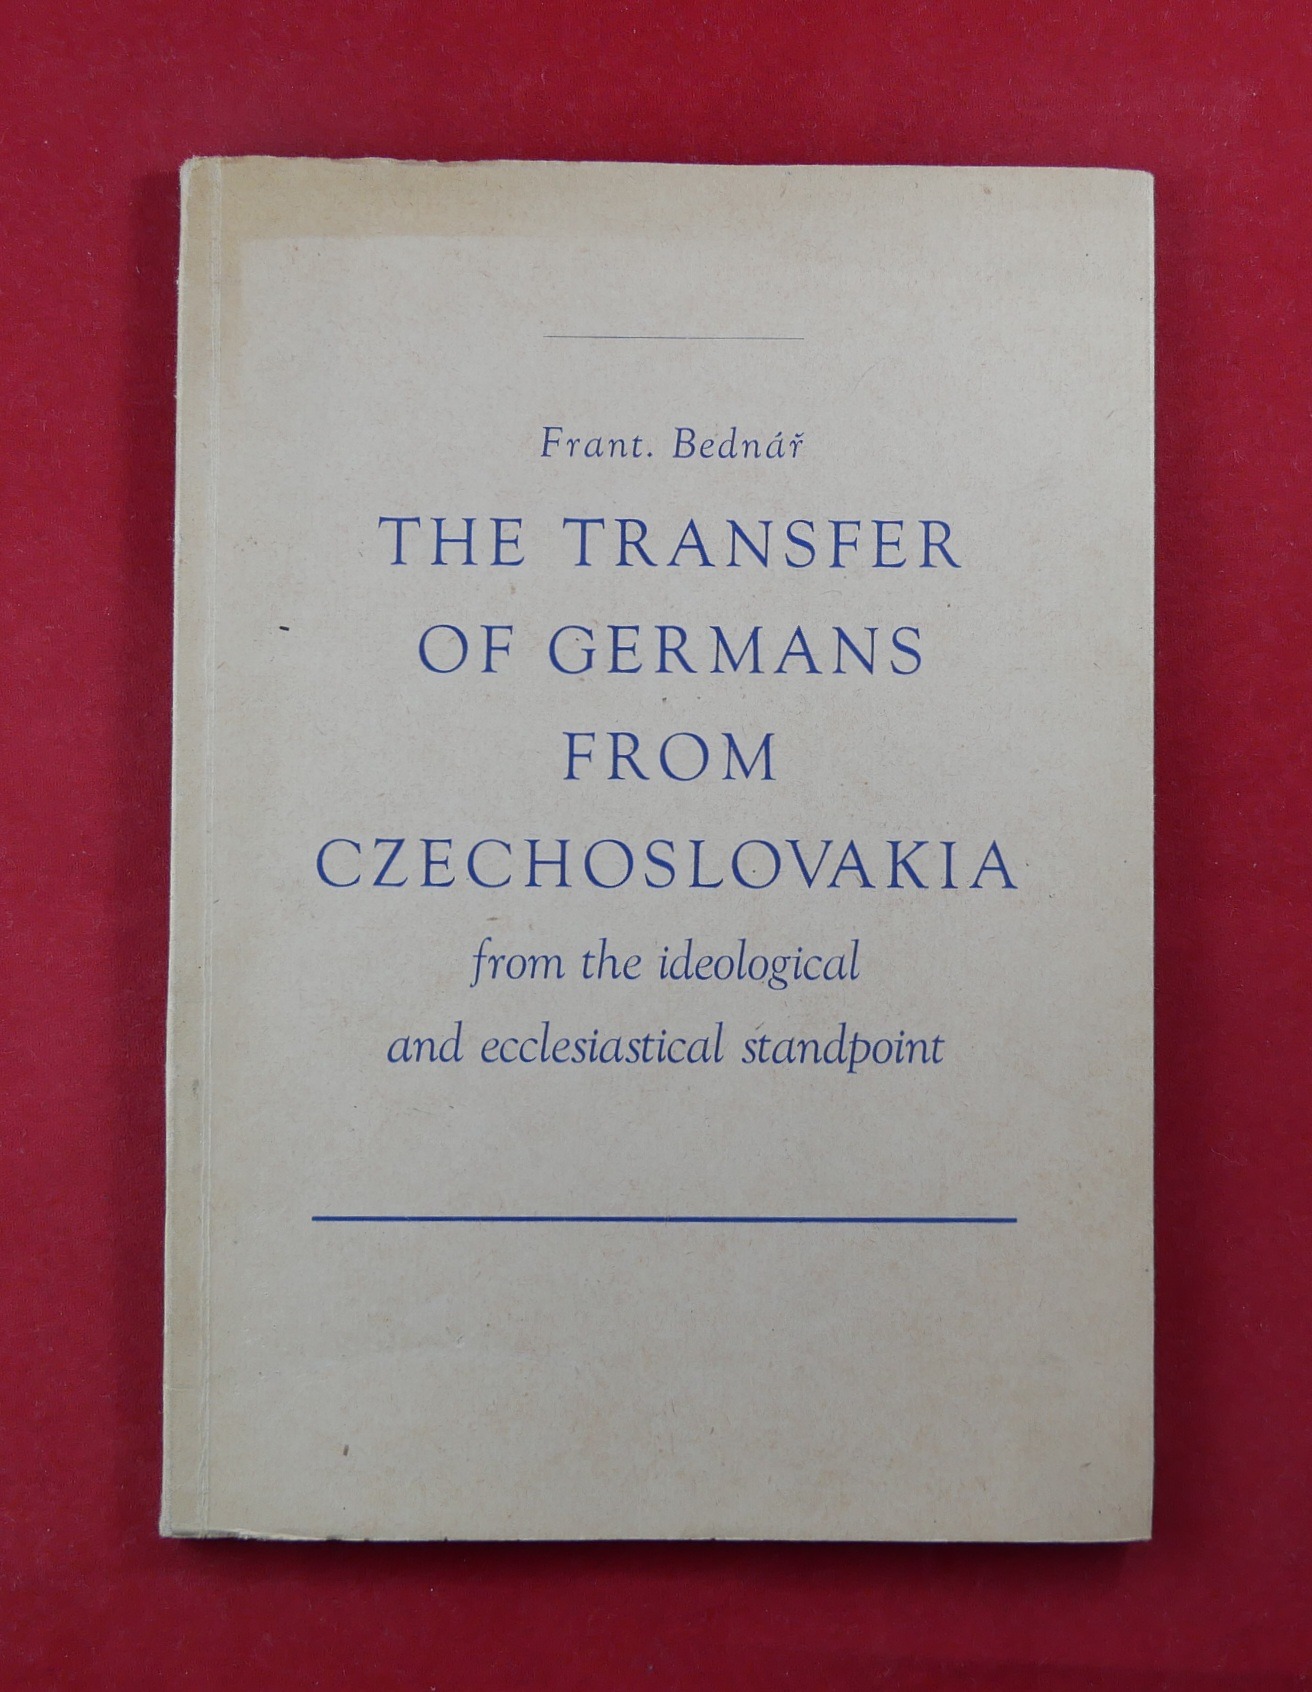 Frant. Bednář
THE TRANSFER
OF GERMANS
FROM
CZECHOSLOVAKIA
from the ideological
and ecclesiastical standpoint